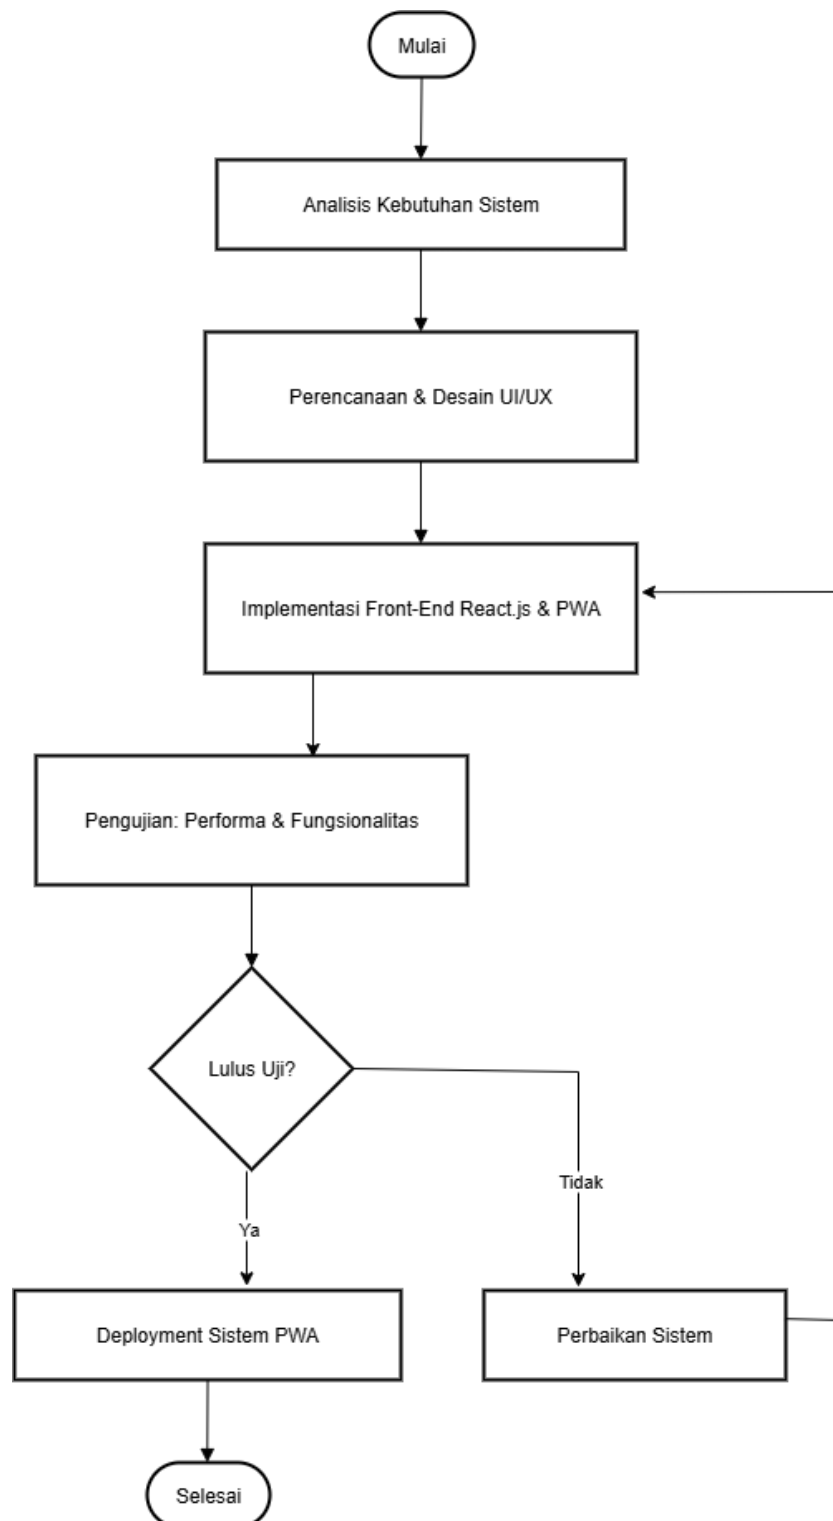 Mulai
Analisis Kebutuhan Sistem
Perencanaan & Desain UI/UX
Implementasi Front-End React.js & PWA
Pengujian: Performa & Fungsionalitas
Lulus Uji?
Tidak
Ya
Deployment Sistem PWA
Perbaikan Sistem
Selesai